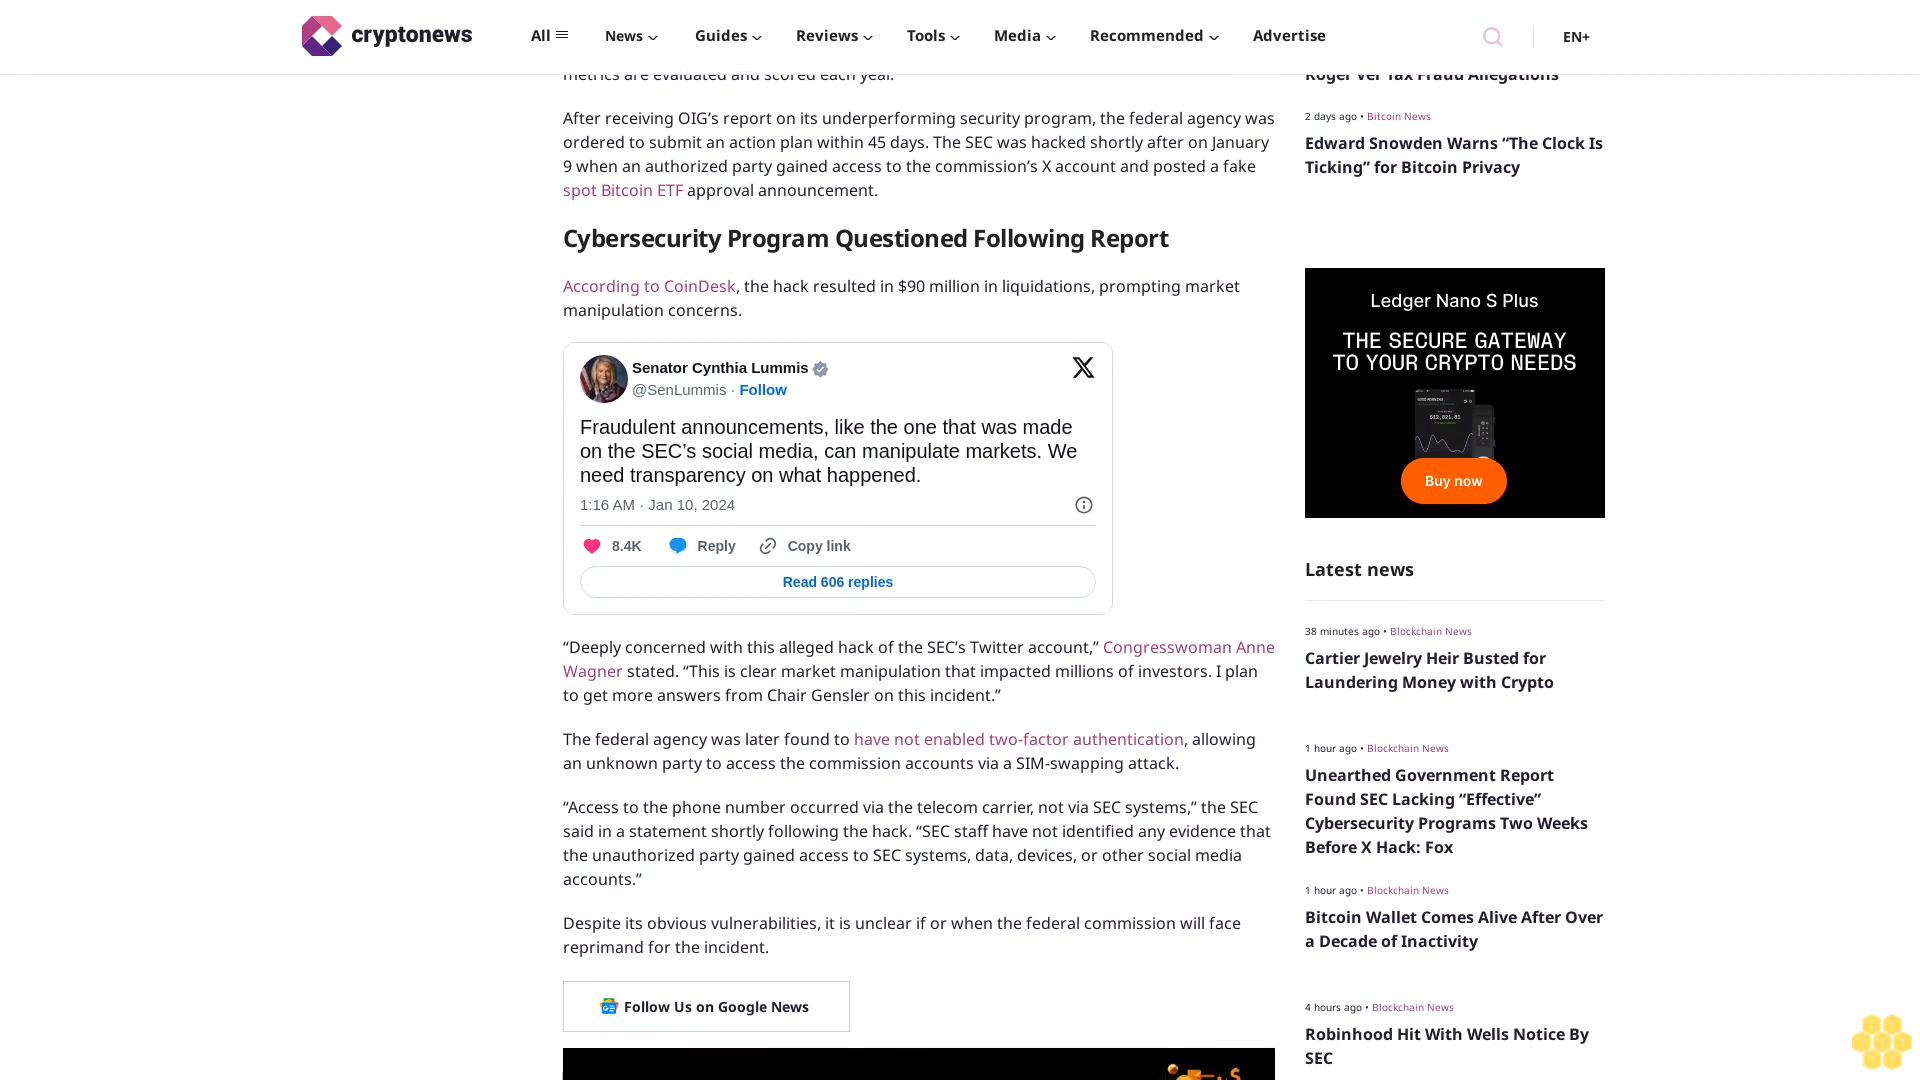 cryptonews
All
News
Guides
Reviews
Tools
Media
Recommended
Advertise
EN+
metrics are evaluated and scored each year.
After receiving OIG’s report on its underperforming security program, the federal agency was
ordered to submit an action plan within 45 days. The SEC was hacked shortly after on January
9 when an authorized party gained access to the commission’s X account and posted a fake
spot Bitcoin ETF approval announcement.
Cybersecurity Program Questioned Following Report
According to CoinDesk, the hack resulted in $90 million in liquidations, prompting market
manipulation concerns.
Senator Cynthia Lummis
@SenLummis · Follow
Fraudulent announcements, like the one that was made
on the SEC’s social media, can manipulate markets. We
need transparency on what happened.
1:16 AM · Jan 10, 2024
8.4K
Reply
Copy link
Read 606 replies
“Deeply concerned with this alleged hack of the SEC’s Twitter account,” Congresswoman Anne
Wagner stated. “This is clear market manipulation that impacted millions of investors. I plan
to get more answers from Chair Gensler on this incident.”
The federal agency was later found to have not enabled two-factor authentication, allowing
an unknown party to access the commission accounts via a SIM-swapping attack.
“Access to the phone number occurred via the telecom carrier, not via SEC systems,” the SEC
said in a statement shortly following the hack. “SEC staff have not identified any evidence that
the unauthorized party gained access to SEC systems, data, devices, or other social media
accounts.”
Despite its obvious vulnerabilities, it is unclear if or when the federal commission will face
reprimand for the incident.
Follow Us on Google News
Roger Ver Tax Fraud Allegations
2 days ago • Bitcoin News
Edward Snowden Warns “The Clock Is
Ticking” for Bitcoin Privacy
Ledger Nano S Plus
THE SECURE GATEWAY
TO YOUR CRYPTO NEEDS
$12,821.81
Buy now
Latest news
38 minutes ago • Blockchain News
Cartier Jewelry Heir Busted for
Laundering Money with Crypto
1 hour ago • Blockchain News
Unearthed Government Report
Found SEC Lacking “Effective”
Cybersecurity Programs Two Weeks
Before X Hack: Fox
1 hour ago • Blockchain News
Bitcoin Wallet Comes Alive After Over
a Decade of Inactivity
4 hours ago • Blockchain News
Robinhood Hit With Wells Notice By
SEC